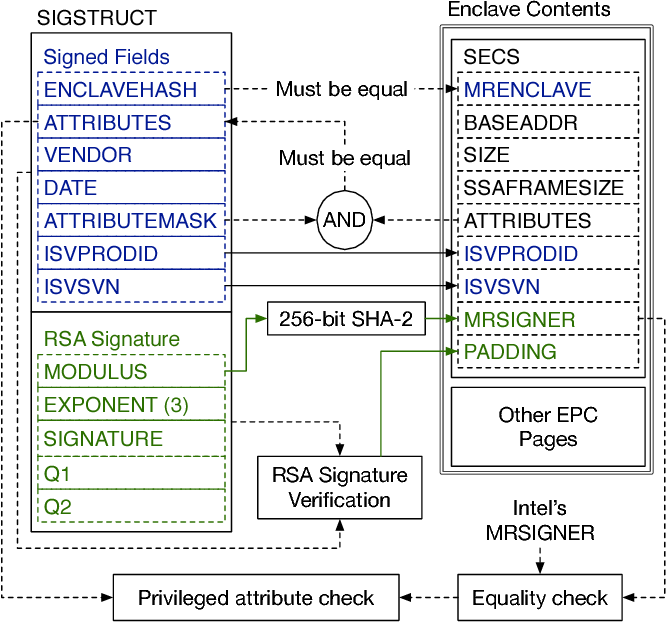 SIGSTRUCT
Signed Fields
ENCLAVEHASH
ATTRIBUTES
VENDOR
DATE
ATTRIBUTEMASK
ISVPRODID
ISVSVN
RSA Signature
MODULUS
EXPONENT (3)
SIGNATURE
Q1
Q2
Must be equal
Must be equal
AND
256-bit SHA-2
RSA Signature
Verification
Enclave Contents
SECS
MRENCLAVE
BASEADDR
SIZE
SSAFRAMESIZE
ATTRIBUTES
ISVPRODID
ISVSVN
MRSIGNER
PADDING
Other EPC
Pages
Intel's
MRSIGNER
Privileged attribute check
Equality check